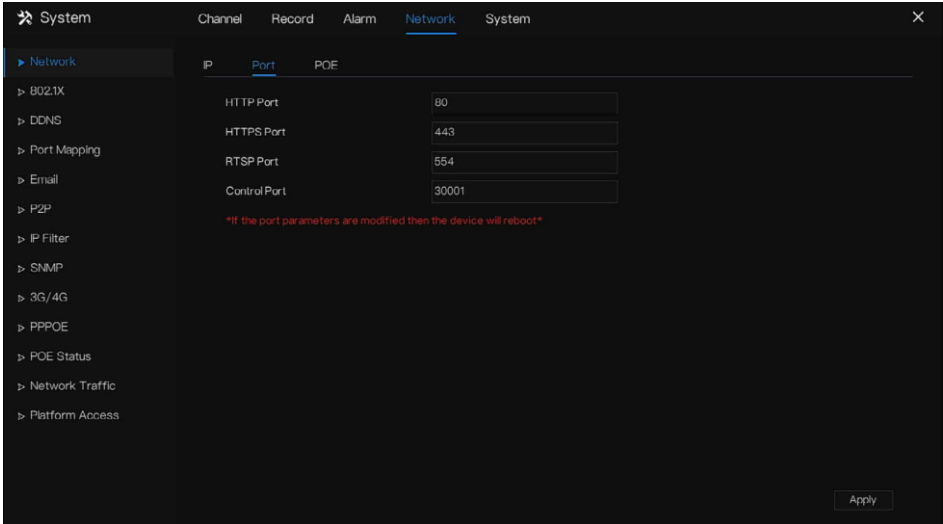 System
Channel Record Alarm Network System
Network
802.1X
DDNS
Port Mapping
Email
P2P
IP Filter
SNMP
3G/4G
PPPOE
POE Status
Network Traffic
Platform Access
IP Port POE
HTTP Port 80
HTTPS Port 443
RTSP Port 554
Control Port 30001
*If the port parameters are modified then the device will reboot*
Apply